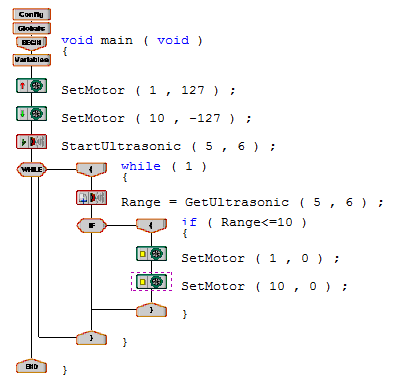 Config
Globals
BEGIN void main ( void )
{
Variables
SetMotor ( 1 , 127 ) ;
SetMotor ( 10 , -127 ) ;
StartUltrasonic ( 5 , 6 ) ;
WHILE { while ( 1 )
{
Range = GetUltrasonic ( 5 , 6 ) ;
IF { if ( Range<=10 )
{
SetMotor ( 1 , 0 ) ;
SetMotor ( 10 , 0 ) ;
} }
} }
END }